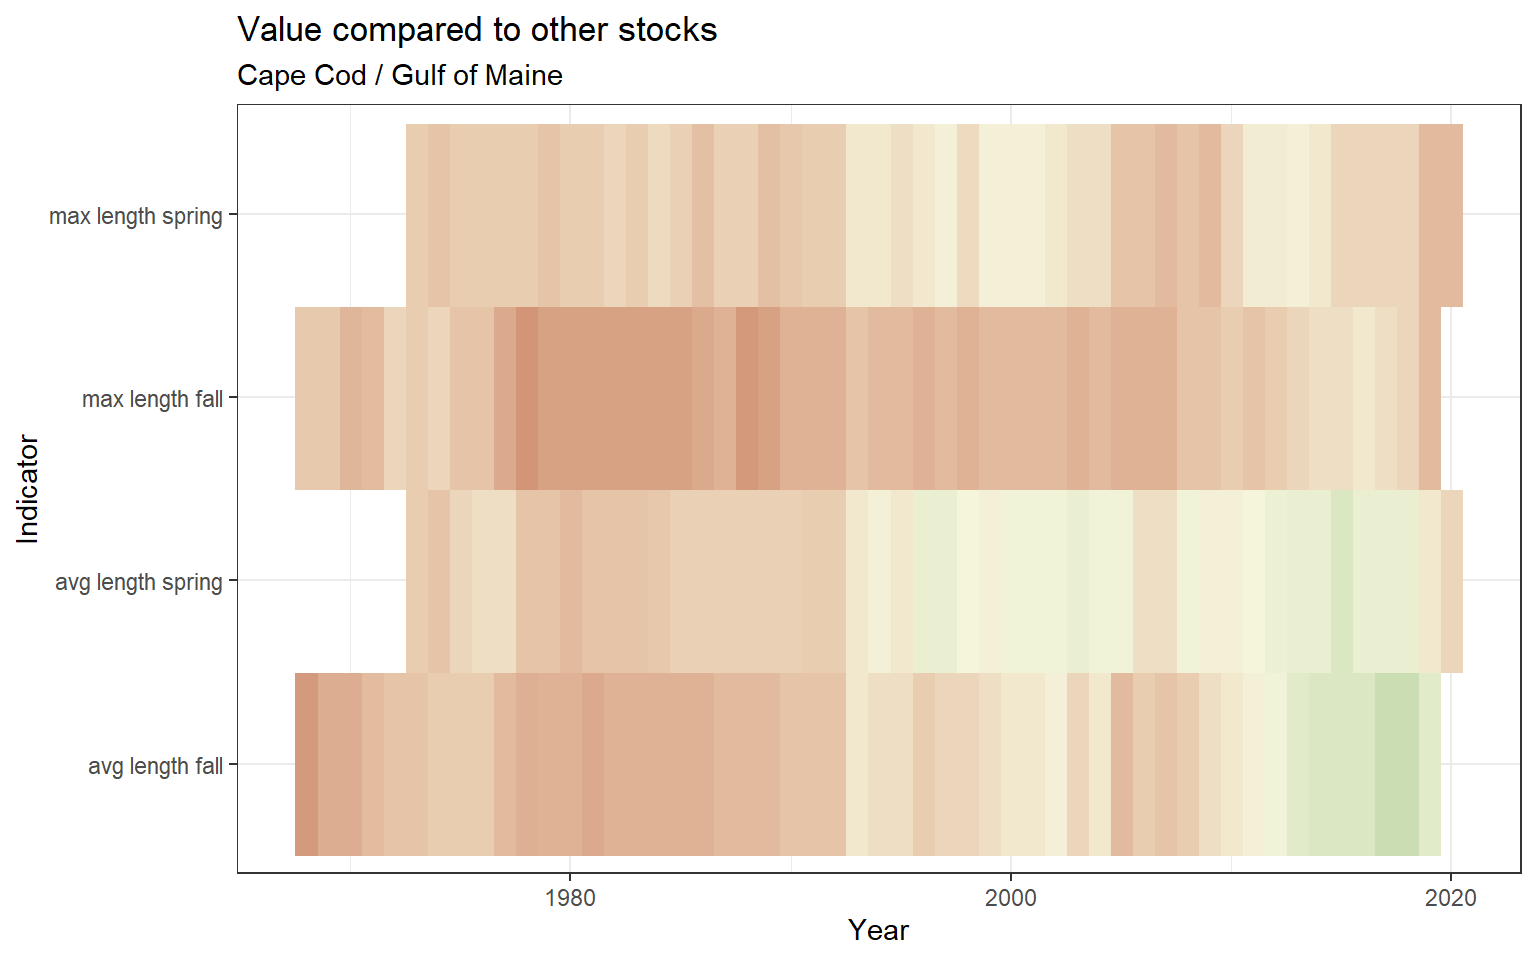 Value compared to other stocks
Cape Cod / Gulf of Maine
max length spring
max length fall
avg length spring
avg length fall
Indicator
1980
2000
2020
Year